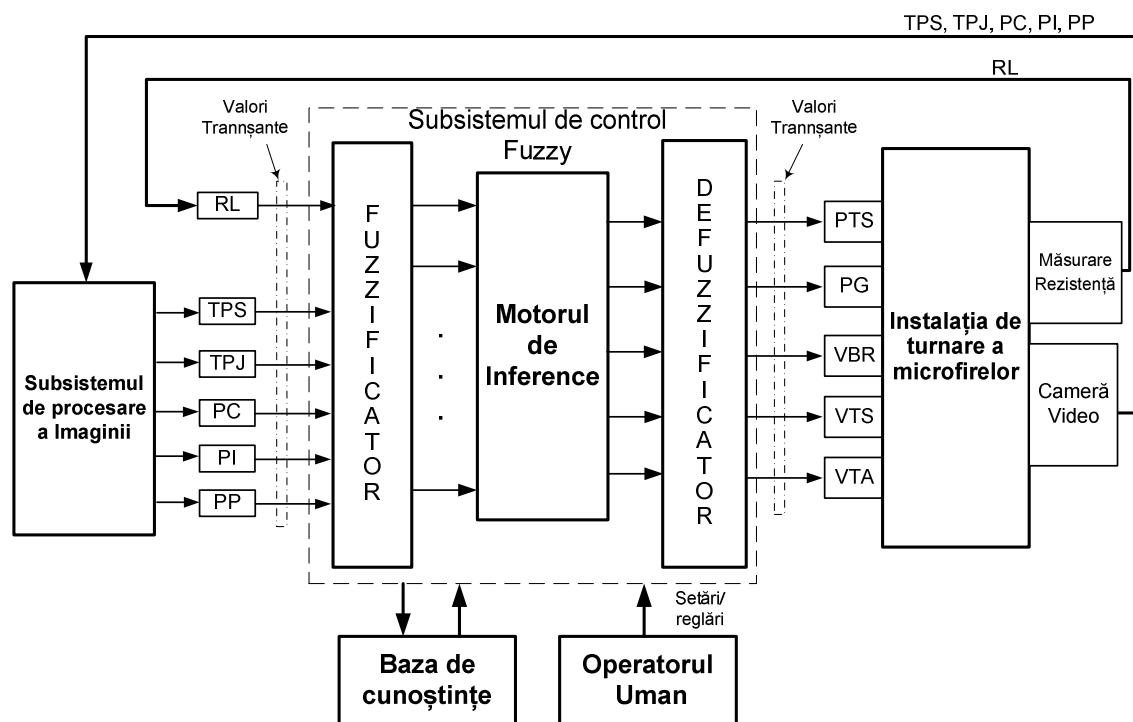 TPS, TPJ, PC, PI, PP
RL
Valori
Trannșante
Subsistemul de control
Fuzzy
Valori
Trannșante
RL
TPS
TPJ
PC
PI
PP
Subsistemul
de procesare
a Imaginii
FUZZIFICATOR
Motorul
de
Inference
.
.
.
DEFUZZIFICATOR
PTS
PG
VBR
VTS
VTA
Instalația de
turnare a
microfirelor
Măsurare
Rezistență
Cameră
Video
Setări/
reglări
Baza de
cunoștințe
Operatorul
Uman